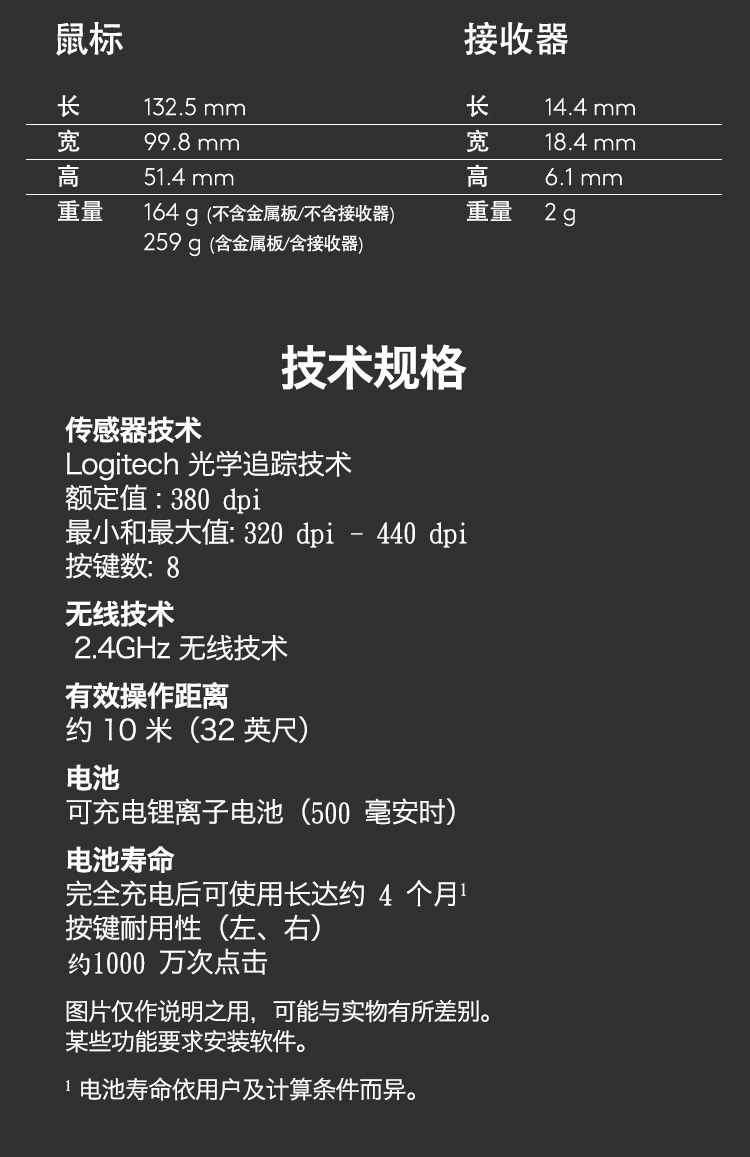 鼠标 接收器
长 132.5 mm 长 14.4 mm
宽 99.8 mm 宽 18.4 mm
高 51.4 mm 高 6.1 mm
重量 164 g (不含金属板/不含接收器) 重量 2 g
259 g (含金属板/含接收器)
技术规格
传感器技术
Logitech 光学追踪技术
额定值 : 380 dpi
最小和最大值: 320 dpi - 440 dpi
按键数: 8
无线技术
2.4GHz 无线技术
有效操作距离
约 10 米（32 英尺）
电池
可充电锂离子电池（500 毫安时）
电池寿命
完全充电后可使用长达约 4 个月¹
按键耐用性（左、右）
约1000 万次点击
图片仅作说明之用，可能与实物有所差别。
某些功能要求安装软件。
¹ 电池寿命依用户及计算条件而异。